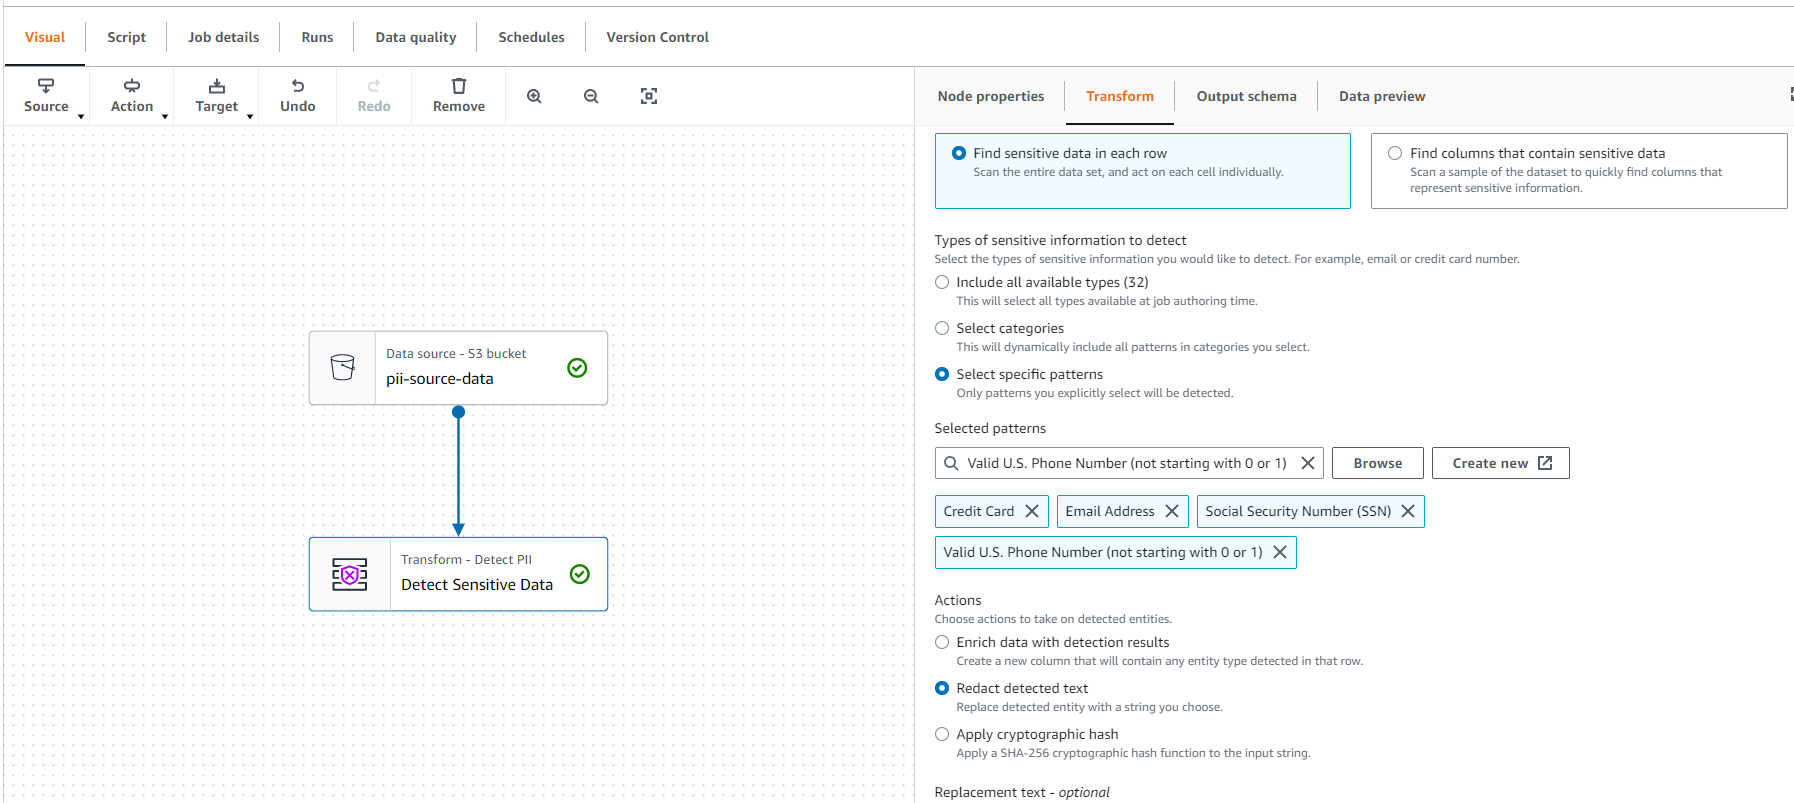 Visual Script Job details Runs Data quality Schedules Version Control
Source Action Target Undo Redo Remove
Node properties Transform Output schema Data preview
Find sensitive data in each row
Scan the entire data set, and act on each cell individually.
Find columns that contain sensitive data
Scan a sample of the dataset to quickly find columns that
represent sensitive information.
Types of sensitive information to detect
Select the types of sensitive information you would like to detect. For example, email or credit card number.
Include all available types (32)
This will select all types available at job authoring time.
Select categories
This will dynamically include all patterns in categories you select.
Select specific patterns
Only patterns you explicitly select will be detected.
Selected patterns
Valid U.S. Phone Number (not starting with 0 or 1) Browse Create new
Credit Card Email Address Social Security Number (SSN)
Valid U.S. Phone Number (not starting with 0 or 1)
Actions
Choose actions to take on detected entities.
Enrich data with detection results
Create a new column that will contain any entity type detected in that row.
Redact detected text
Replace detected entity with a string you choose.
Apply cryptographic hash
Apply a SHA-256 cryptographic hash function to the input string.
Replacement text - optional
Data source - S3 bucket
pii-source-data
Transform - Detect PII
Detect Sensitive Data